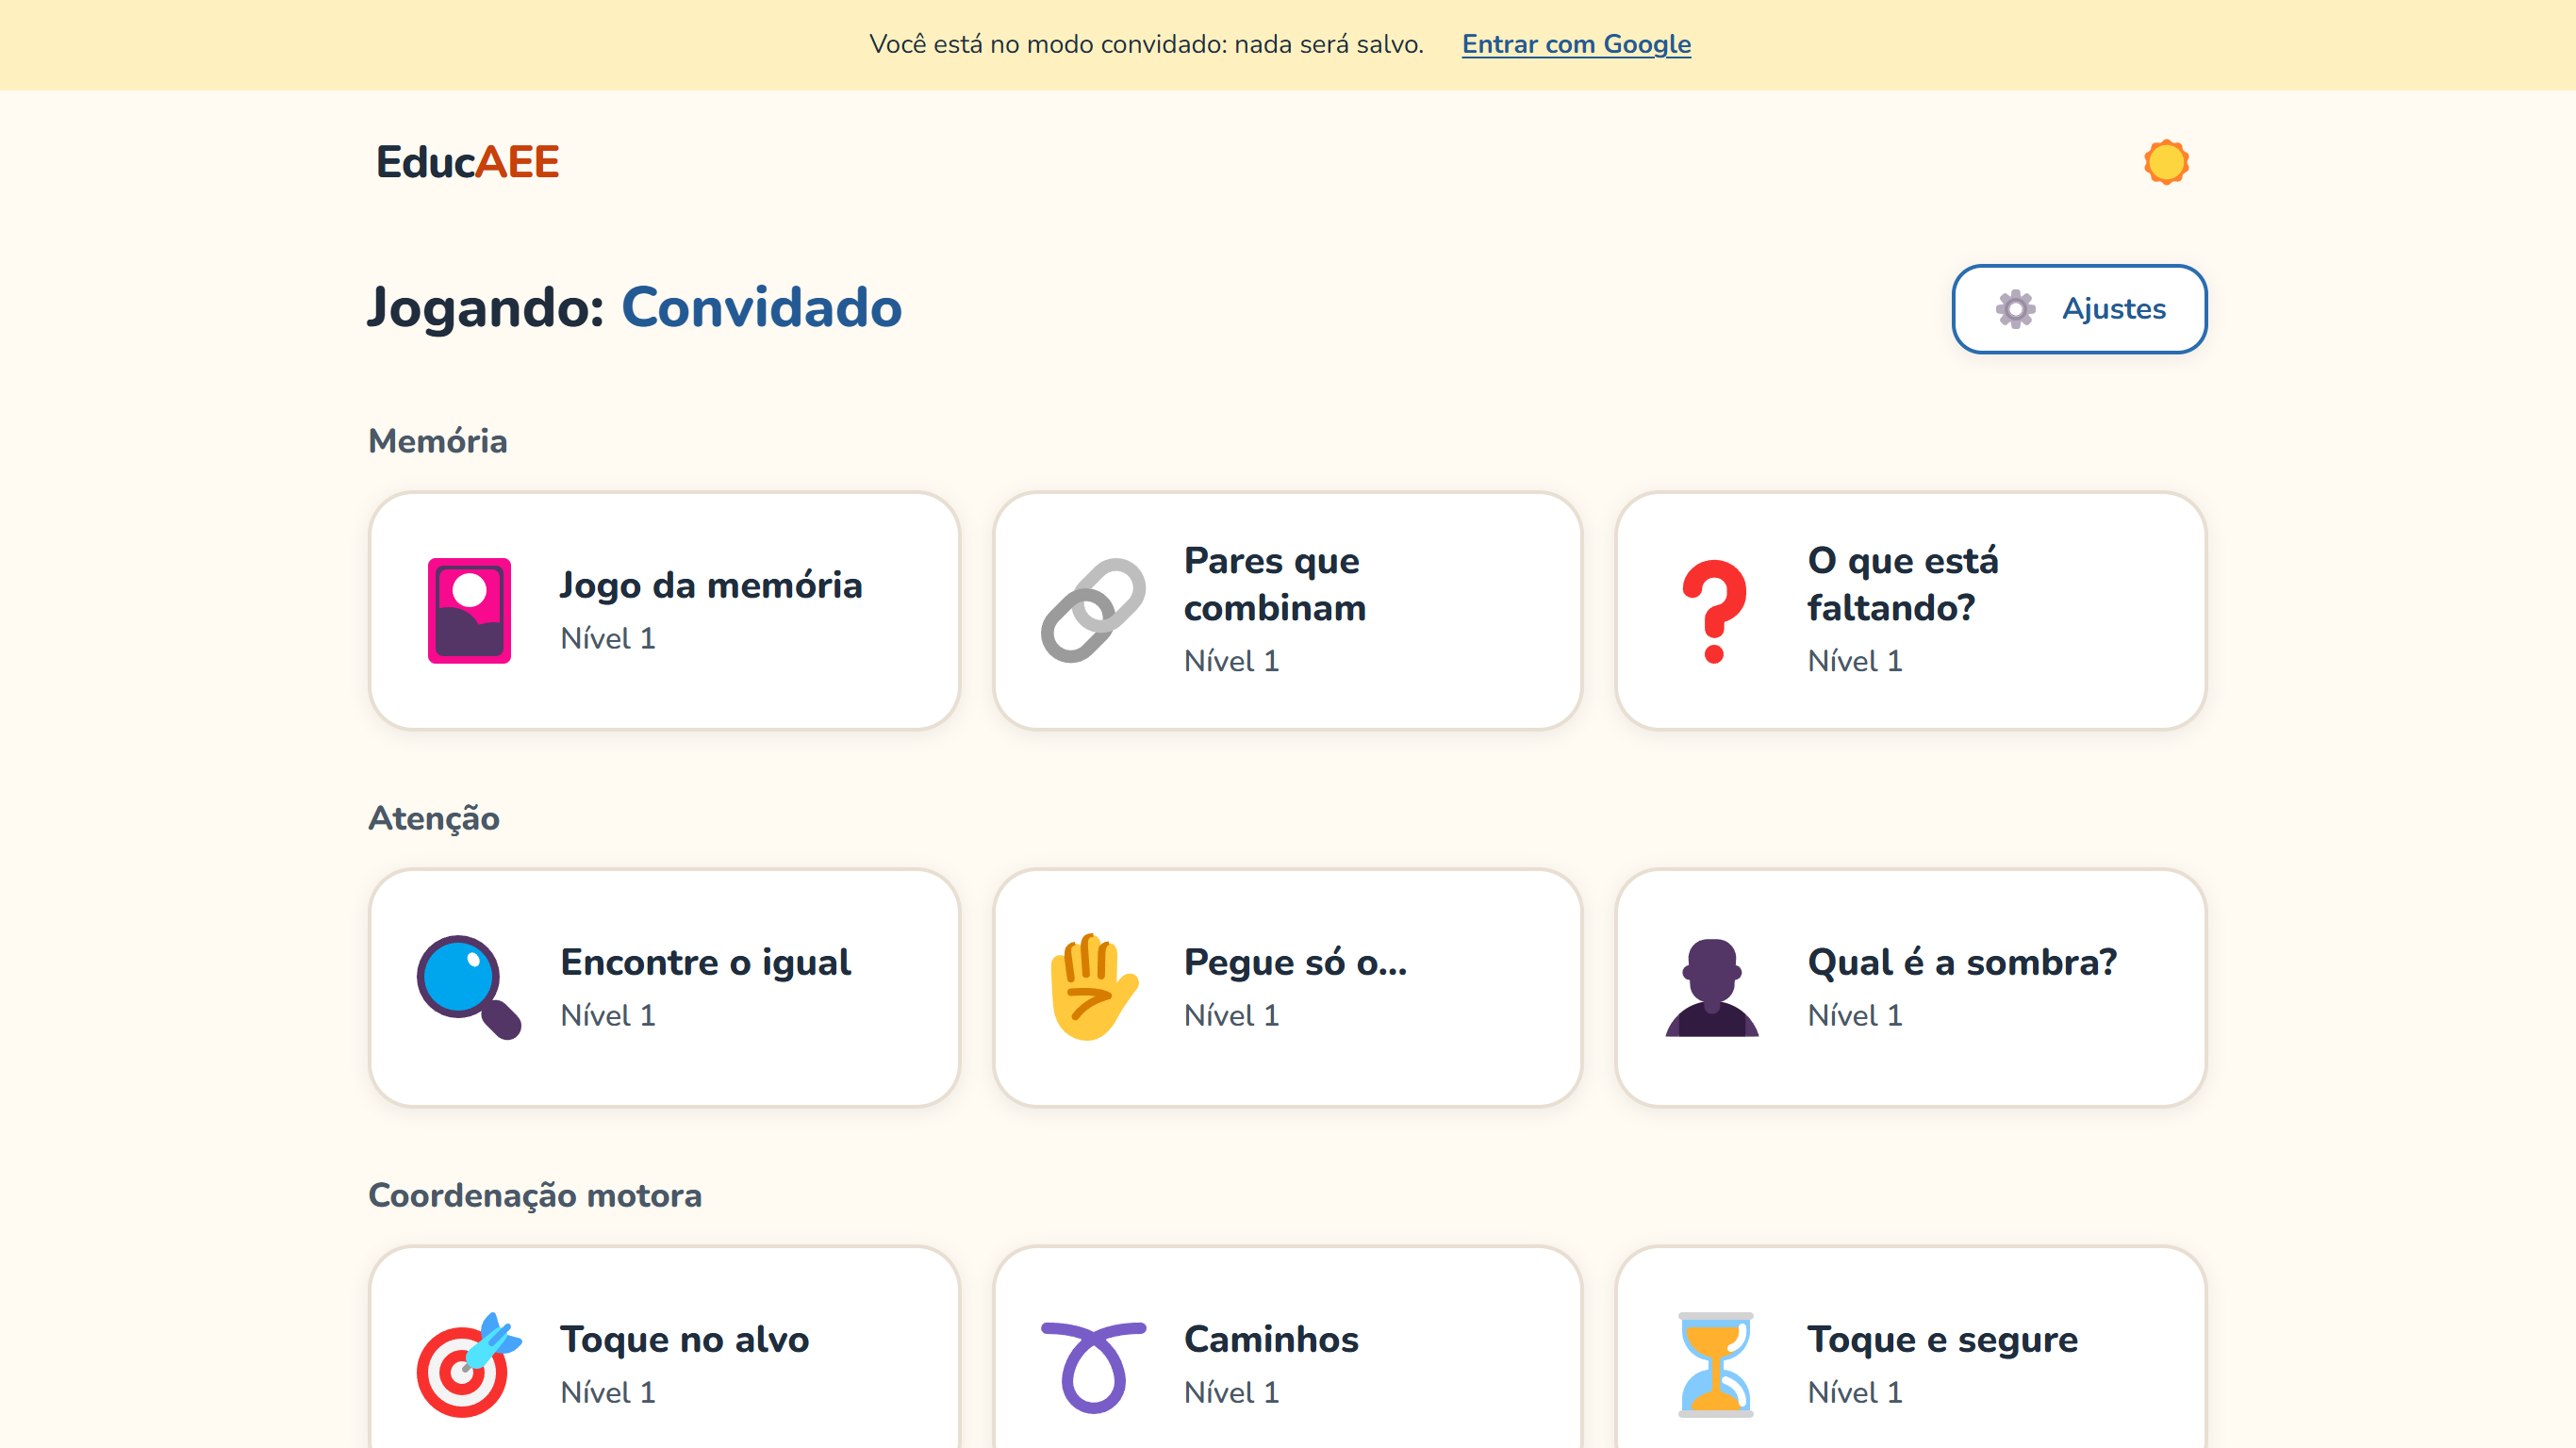 Você está no modo convidado: nada será salvo. Entrar com Google
EducAEE
Jogando: Convidado
Ajustes
Memória
Jogo da memória
Nível 1
Pares que
combinam
Nível 1
O que está
faltando?
Nível 1
Atenção
Encontre o igual
Nível 1
Pegue só o...
Nível 1
Qual é a sombra?
Nível 1
Coordenação motora
Toque no alvo
Nível 1
Caminhos
Nível 1
Toque e segure
Nível 1